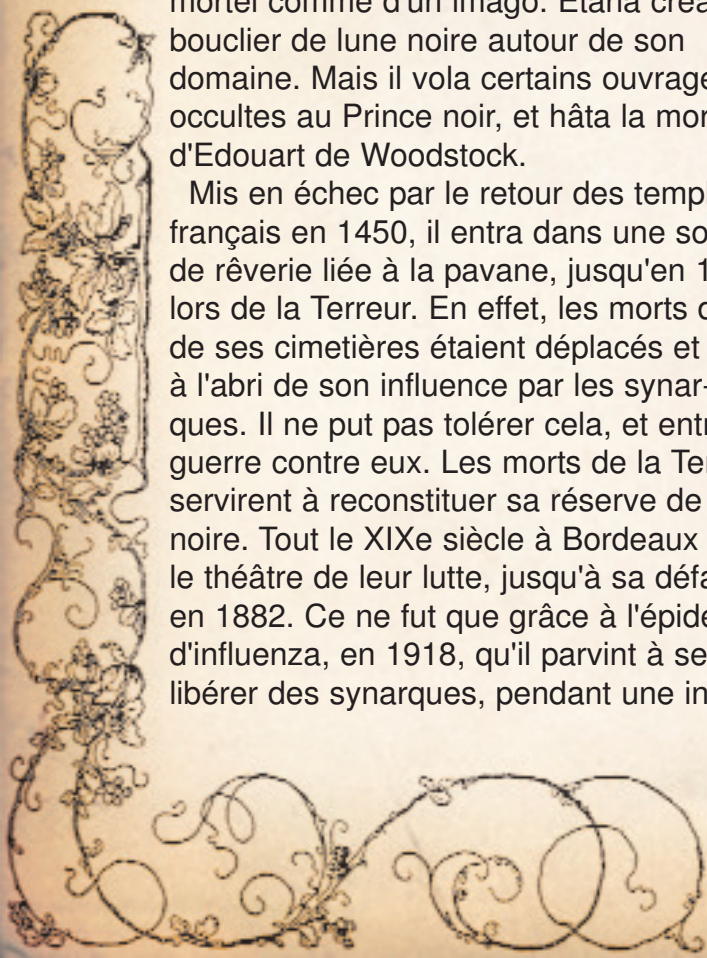 mortel comme d'un imago. Etana créa
bouclier de lune noire autour de son
domaine. Mais il vola certains ouvrage
occultes au Prince noir, et hâta la mor
d'Edouart de Woodstock.
Mis en échec par le retour des templ
français en 1450, il entra dans une so
de rêverie liée à la pavane, jusqu'en 1
lors de la Terreur. En effet, les morts
de ses cimetières étaient déplacés et
à l'abri de son influence par les synar-
ques. Il ne put pas tolérer cela, et entr
guerre contre eux. Les morts de la Ter
servirent à reconstituer sa réserve de
noire. Tout le XIXe siècle à Bordeaux
le théâtre de leur lutte, jusqu'à sa défa
en 1882. Ce ne fut que grâce à l'épide
d'influenza, en 1918, qu'il parvint à se
libérer des synarques, pendant une in